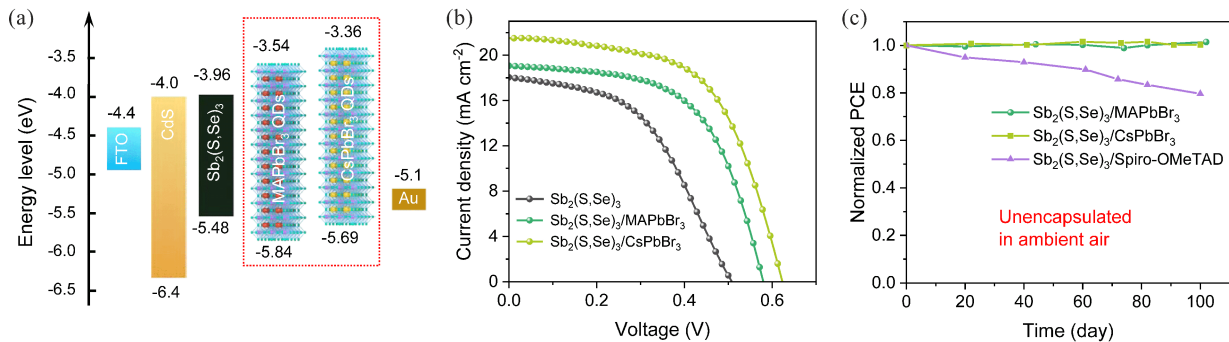 (a)
Energy level (eV)
-3.5
-4.0
-4.5
-5.0
-5.5
-6.0
-6.5
-4.4
FTO
-4.0
CdS
-6.4
-3.96
Sb₂(S,Se)₃
-5.48
-3.54
MAPbBr₃ QDs
-5.84
-3.36
CsPbBr₃ QDs
-5.69
-5.1
Au
(b)
Current density (mA cm⁻²)
24
20
16
12
8
4
0
Sb₂(S,Se)₃
Sb₂(S,Se)₃/MAPbBr₃
Sb₂(S,Se)₃/CsPbBr₃
0.0 0.2 0.4 0.6
Voltage (V)
(c)
Normalized PCE
1.0
0.8
0.6
0.4
0.2
0.0
Sb₂(S,Se)₃/MAPbBr₃
Sb₂(S,Se)₃/CsPbBr₃
Sb₂(S,Se)₃/Spiro-OMeTAD
Unencapsulated
in ambient air
0 20 40 60 80 100
Time (day)